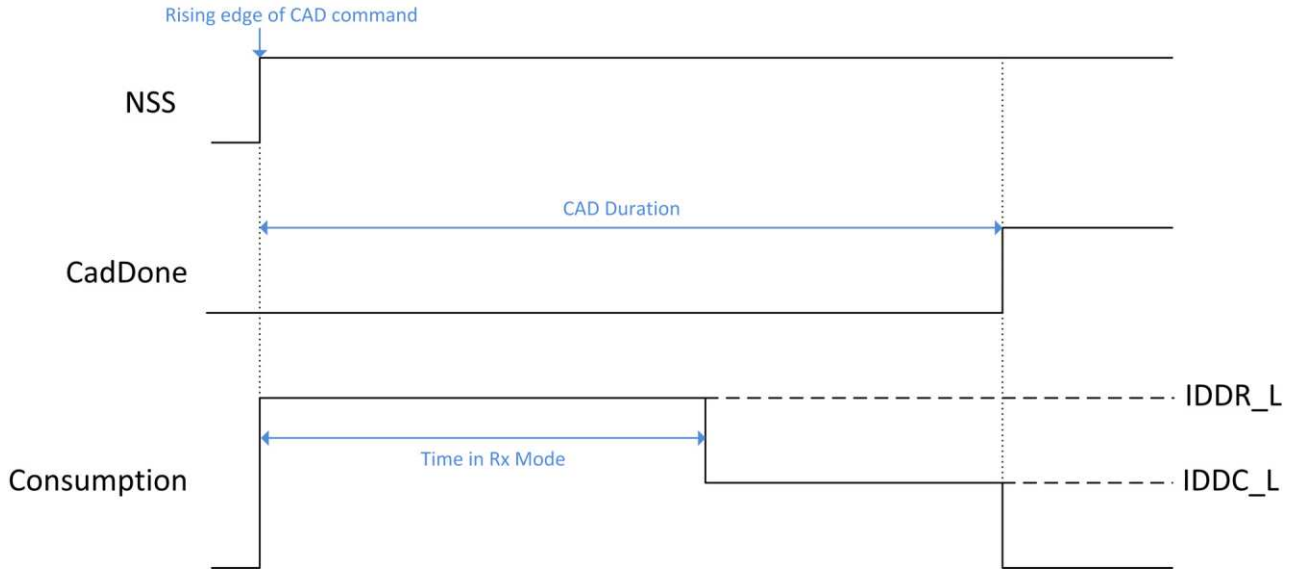 Rising edge of CAD command
NSS
CAD Duration
CadDone
IDDR_L
Time in Rx Mode
Consumption
IDDC_L